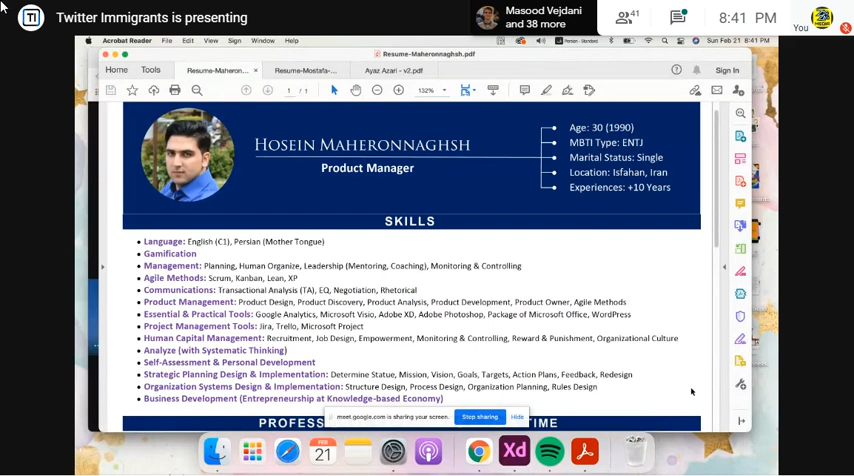 TI
Twitter Immigrants is presenting
Masood Vejdani
and 38 more
41
8:41 PM
You
Acrobat Reader File Edit View Sign Window Help
Persian - Standard
Sun Feb 21 8:41 PM
Resume-Maheronnaghsh.pdf
Home Tools Resume-Maheron... × Resume-Mostafa-... Ayaz Azari - v2.pdf Sign In
1 / 1 132%
HOSEIN MAHERONNAGHSH
Product Manager
Age: 30 (1990)
MBTI Type: ENTJ
Marital Status: Single
Location: Isfahan, Iran
Experiences: +10 Years
SKILLS
• Language: English (C1), Persian (Mother Tongue)
• Gamification
• Management: Planning, Human Organize, Leadership (Mentoring, Coaching), Monitoring & Controlling
• Agile Methods: Scrum, Kanban, Lean, XP
• Communications: Transactional Analysis (TA), EQ, Negotiation, Rhetorical
• Product Management: Product Design, Product Discovery, Product Analysis, Product Development, Product Owner, Agile Methods
• Essential & Practical Tools: Google Analytics, Microsoft Visio, Adobe XD, Adobe Photoshop, Package of Microsoft Office, WordPress
• Project Management Tools: Jira, Trello, Microsoft Project
• Human Capital Management: Recruitment, Job Design, Empowerment, Monitoring & Controlling, Reward & Punishment, Organizational Culture
• Analyze (with Systematic Thinking)
• Self-Assessment & Personal Development
• Strategic Planning Design & Implementation: Determine Statue, Mission, Vision, Goals, Targets, Action Plans, Feedback, Redesign
• Organization Systems Design & Implementation: Structure Design, Process Design, Organization Planning, Rules Design
• Business Development (Entrepreneurship at Knowledge-based Economy)
meet.google.com is sharing your screen. Stop sharing Hide
PROFESS
TIME
FEB
21
Xd